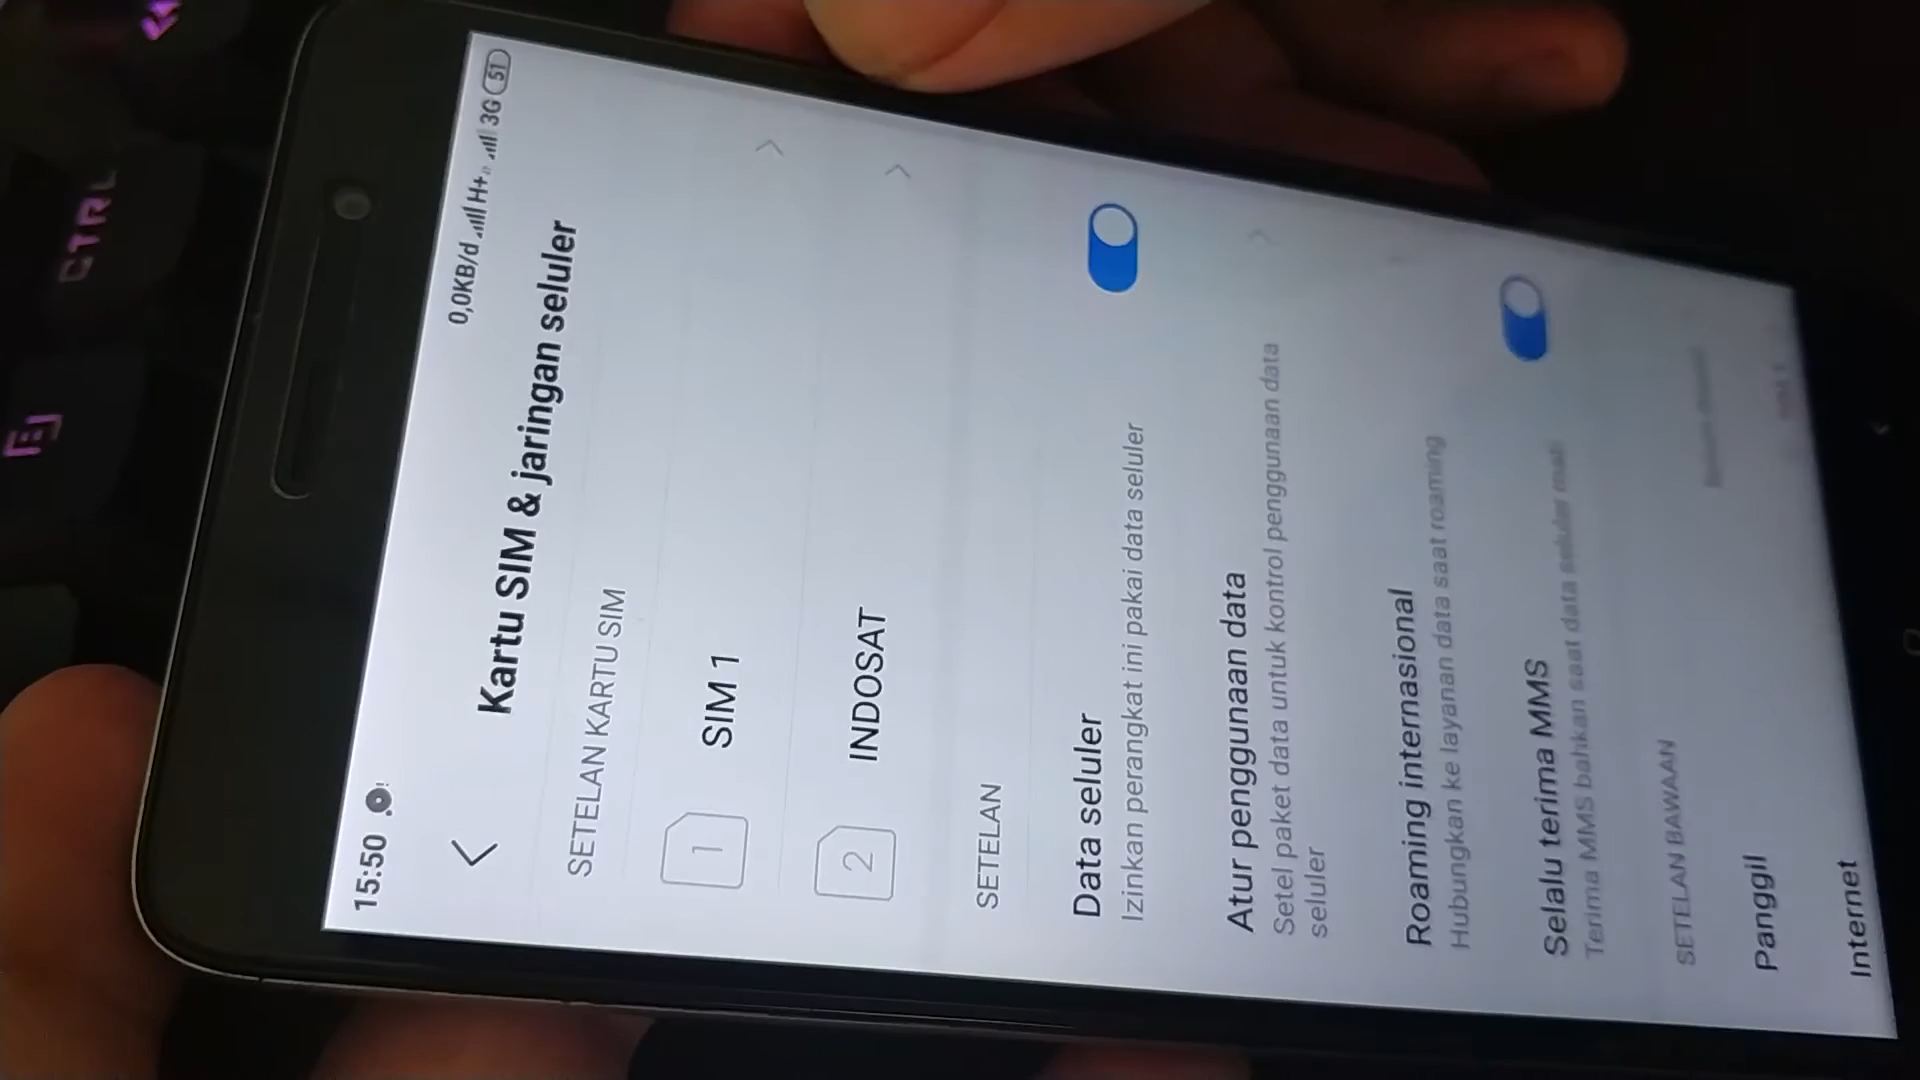 15:50
0,0KB/d H+ 3G 51
Kartu SIM & jaringan seluler
SETELAN KARTU SIM
1 SIM 1
2 INDOSAT
SETELAN
Data seluler
Izinkan perangkat ini pakai data seluler
Atur penggunaan data
Setel paket data untuk kontrol penggunaan data
seluler
Roaming internasional
Hubungkan ke layanan data saat roaming
Selalu terima MMS
Terima MMS bahkan saat data seluler mati
SETELAN BAWAAN
Panggil
Internet
CTRL